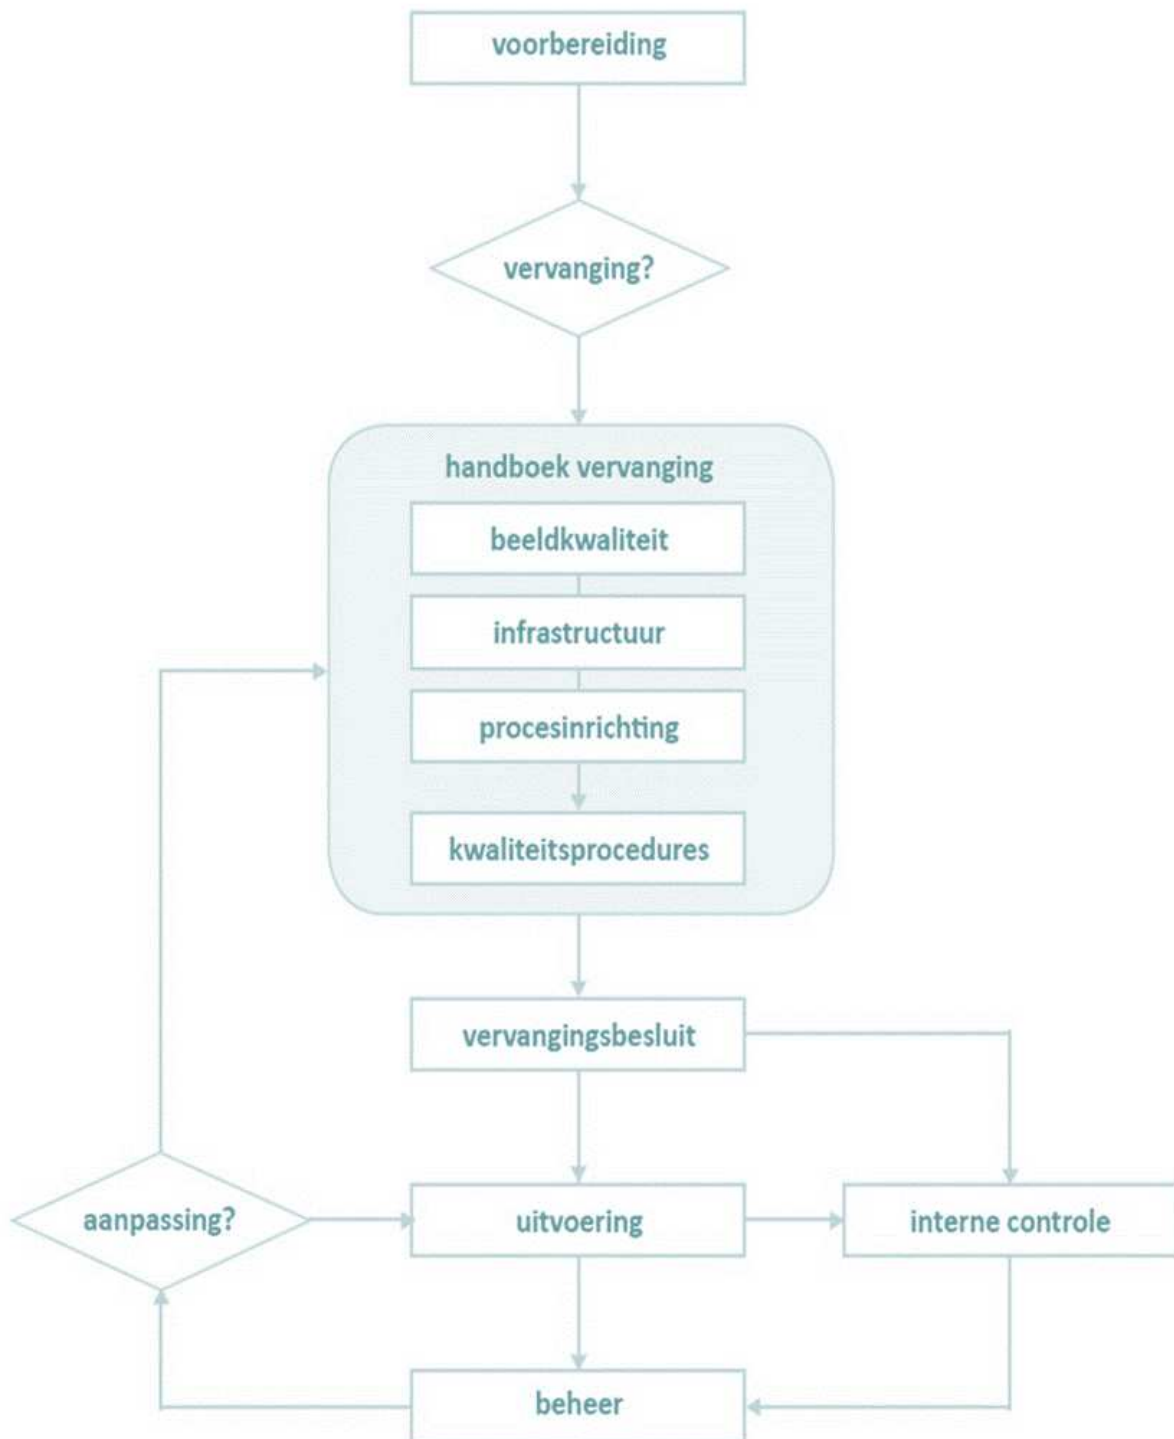 voorbereiding
vervanging?
handboek vervanging
beeldkwaliteit
infrastructuur
procesinrichting
kwaliteitsprocedures
vervangingsbesluit
aanpassing?
uitvoering
interne controle
beheer